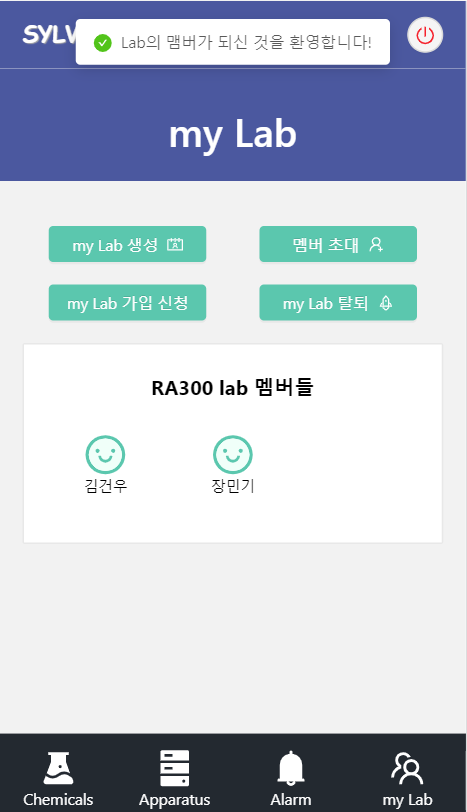 SYLV
Lab의 맴버가 되신 것을 환영합니다!
my Lab
my Lab 생성
멤버 초대
my Lab 가입 신청
my Lab 탈퇴
RA300 lab 멤버들
김건우 장민기
Chemicals Apparatus Alarm my Lab